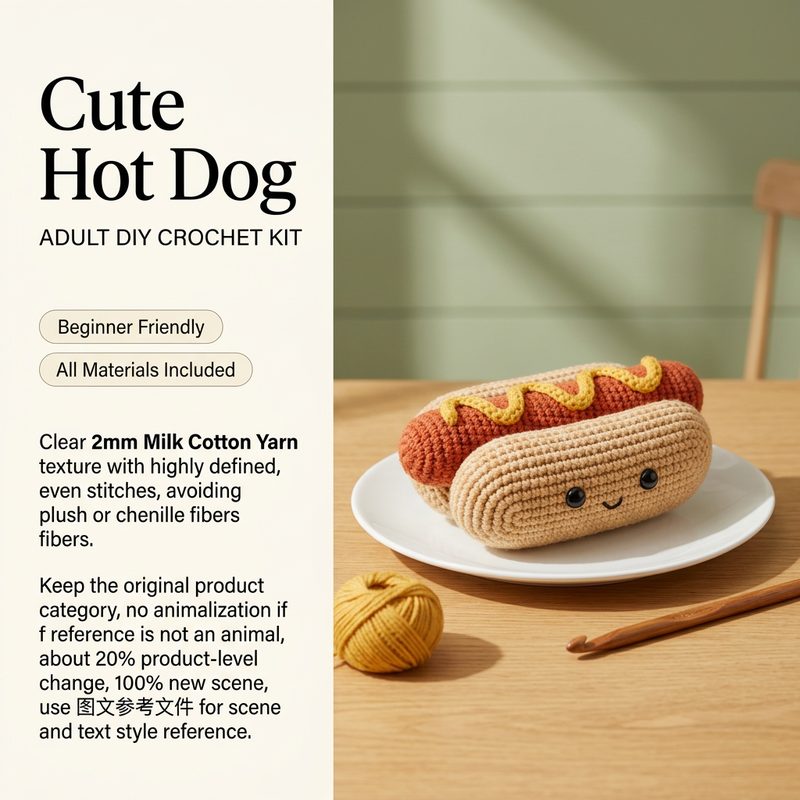 Cute
Hot Dog
ADULT DIY CROCHET KIT
Beginner Friendly
All Materials Included
Clear 2mm Milk Cotton Yarn
texture with highly defined,
even stitches, avoiding
plush or chenille fibers
fibers.
Keep the original product
category, no animalization if
f reference is not an animal,
about 20% product-level
change, 100% new scene,
use 图文参考文件 for scene
and text style reference.